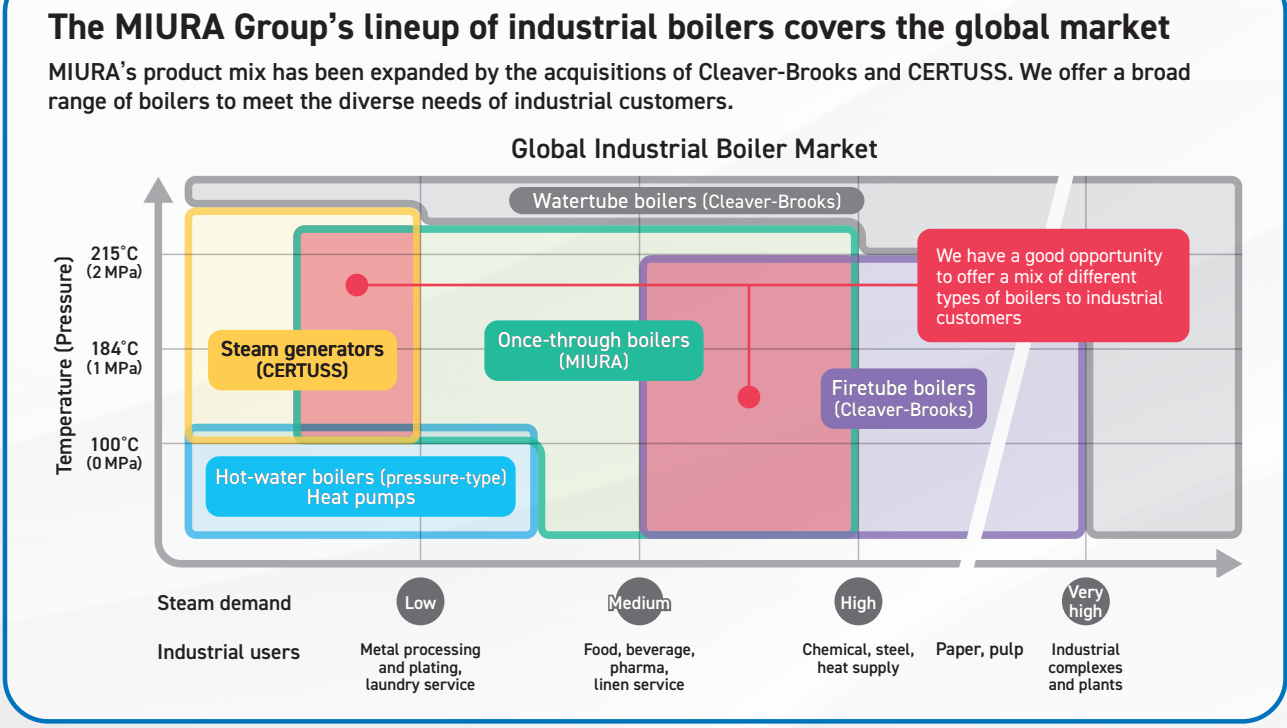 The MIURA Group's lineup of industrial boilers covers the global market
MIURA's product mix has been expanded by the acquisitions of Cleaver-Brooks and CERTUSS. We offer a broad
range of boilers to meet the diverse needs of industrial customers.
Global Industrial Boiler Market
Watertube boilers (Cleaver-Brooks)
Temperature (Pressure)
215°C
(2 MPa)
184°C
(1 MPa)
100°C
(0 MPa)
We have a good opportunity
to offer a mix of different
types of boilers to industrial
customers
Steam generators
(CERTUSS)
Once-through boilers
(MIURA)
Firetube boilers
(Cleaver-Brooks)
Hot-water boilers (pressure-type)
Heat pumps
Steam demand
Low
Medium
High
Very
high
Industrial users
Metal processing
and plating,
laundry service
Food, beverage,
pharma,
linen service
Chemical, steel,
heat supply
Paper, pulp
Industrial
complexes
and plants